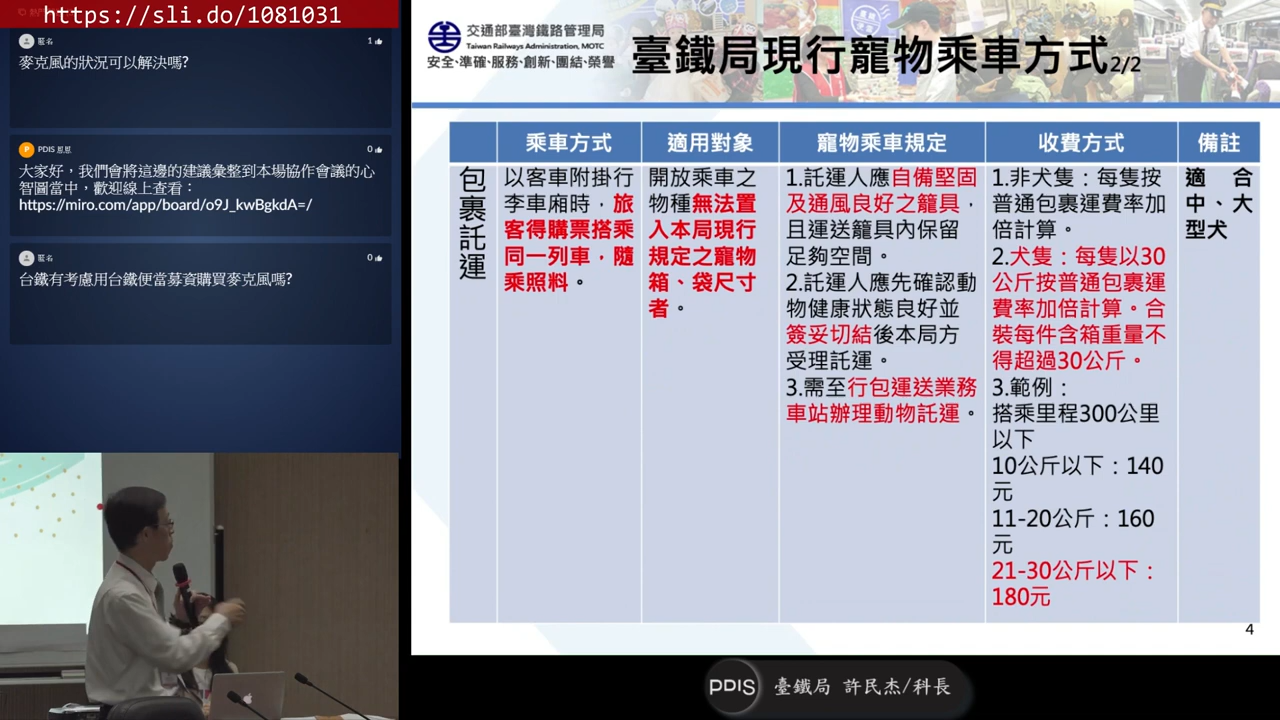 https://sli.do/1081031
匿名
1
麥克風的狀況可以解決嗎?
P PDIS 恩恩
0
大家好，我們會將這邊的建議彙整到本場協作會議的心
智圖當中，歡迎線上查看：
https://miro.com/app/board/o9J_kwBgkdA=/
匿名
0
台鐵有考慮用台鐵便當募資購買麥克風嗎?
交通部臺灣鐵路管理局
Taiwan Railways Administration, MOTC
安全、準確、服務、創新、團結、榮譽
臺鐵局現行寵物乘車方式2/2
乘車方式
適用對象
寵物乘車規定
收費方式
備註
包裹託運
以客車附掛行
李車廂時，旅
客得購票搭乘
同一列車，隨
乘照料。
開放乘車之
物種無法置
入本局現行
規定之寵物
箱、袋尺寸
者。
1.託運人應自備堅固
及通風良好之籠具，
且運送籠具內保留
足夠空間。
2.託運人應先確認動
物健康狀態良好並
簽妥切結後本局方
受理託運。
3.需至行包運送業務
車站辦理動物託運。
1.非犬隻：每隻按
普通包裹運費率加
倍計算。
2.犬隻：每隻以30
公斤按普通包裹運
費率加倍計算。合
裝每件含箱重量不
得超過30公斤。
3.範例：
搭乘里程300公里
以下
10公斤以下：140
元
11-20公斤：160
元
21-30公斤以下：
180元
適合
中、大
型犬
4
PDIS 臺鐵局 許民杰/科長